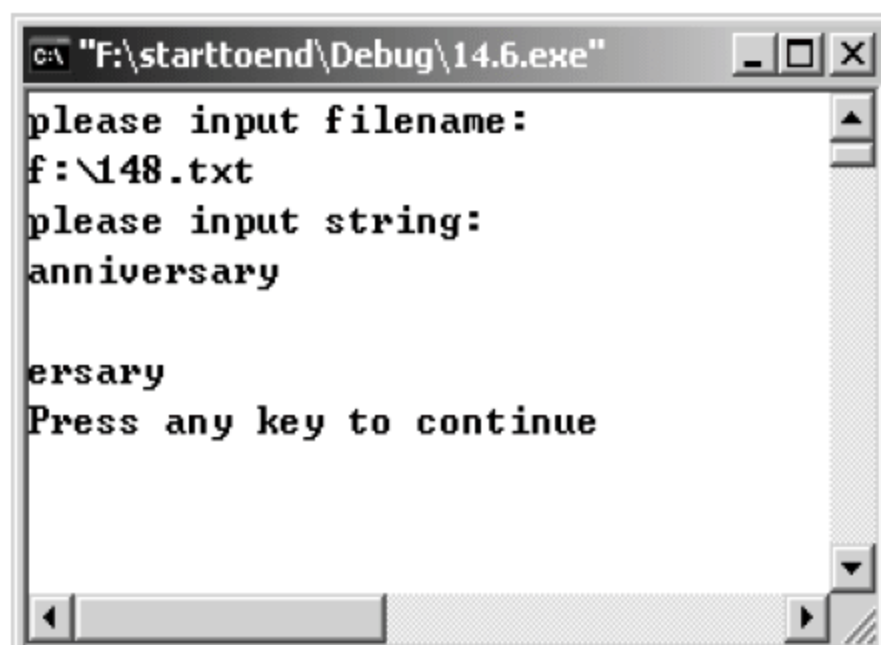 "F:\starttoend\Debug\14.6.exe"
please input filename:
f:\148.txt
please input string:
anniversary
ersary
Press any key to continue